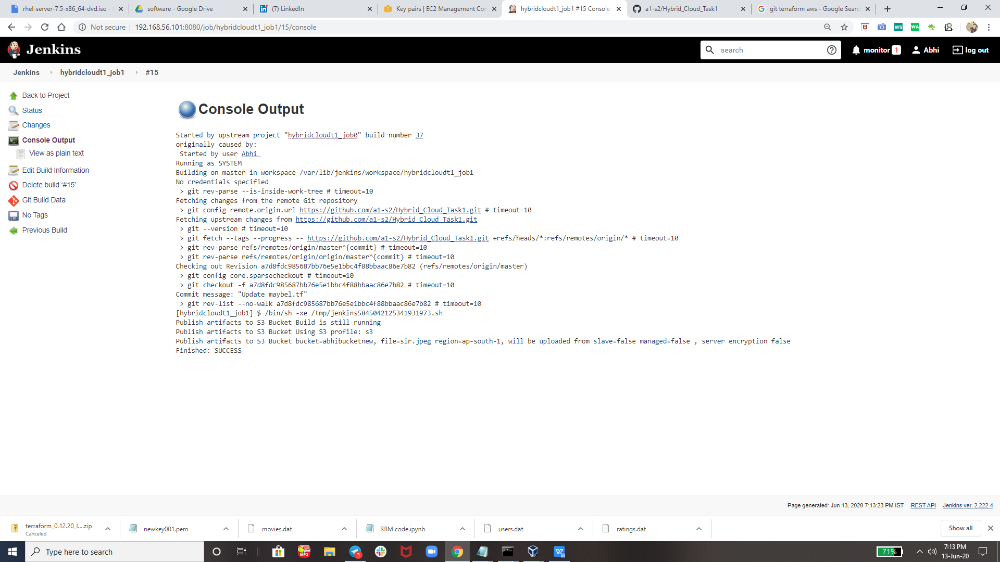 rhel-server-7.5-x86_64-dvd.iso -
software - Google Drive
(7) LinkedIn
Key pairs | EC2 Management Con
hybridcloudt1_job1 #15 Console
a1-s2/Hybrid_Cloud_Task1
git terraform aws - Google Searc
Not secure
192.168.56.101:8080/job/hybridcloudt1_job1/15/console
Jenkins
search
monitor 1
Abhi
log out
Jenkins
hybridcloudt1_job1
#15
Back to Project
Status
Changes
Console Output
View as plain text
Edit Build Information
Delete build ‘#15’
Git Build Data
No Tags
Previous Build
Console Output
Started by upstream project "hybridcloudt1_job0" build number 37
originally caused by:
Started by user Abhi
Running as SYSTEM
Building on master in workspace /var/lib/jenkins/workspace/hybridcloudt1_job1
No credentials specified
> git rev-parse --is-inside-work-tree # timeout=10
Fetching changes from the remote Git repository
> git config remote.origin.url https://github.com/a1-s2/Hybrid_Cloud_Task1.git # timeout=10
Fetching upstream changes from https://github.com/a1-s2/Hybrid_Cloud_Task1.git
> git --version # timeout=10
> git fetch --tags --progress -- https://github.com/a1-s2/Hybrid_Cloud_Task1.git +refs/heads/*:refs/remotes/origin/* # timeout=10
> git rev-parse refs/remotes/origin/master^{commit} # timeout=10
> git rev-parse refs/remotes/origin/origin/master^{commit} # timeout=10
Checking out Revision a7d8fdc985687bb76e5e1bbc4f88bbaac86e7b82 (refs/remotes/origin/master)
> git config core.sparsecheckout # timeout=10
> git checkout -f a7d8fdc985687bb76e5e1bbc4f88bbaac86e7b82 # timeout=10
Commit message: "Update maybel.tf"
> git rev-list --no-walk a7d8fdc985687bb76e5e1bbc4f88bbaac86e7b82 # timeout=10
[hybridcloudt1_job1] $ /bin/sh -xe /tmp/jenkins5845042125341931973.sh
Publish artifacts to S3 Bucket Build is still running
Publish artifacts to S3 Bucket Using S3 profile: s3
Publish artifacts to S3 Bucket bucket=abhibucketnew, file=sir.jpeg region=ap-south-1, will be uploaded from slave=false managed=false , server encryption false
Finished: SUCCESS
Page generated: Jun 13, 2020 7:13:23 PM IST
REST API
Jenkins ver. 2.222.4
terraform_0.12.20_l....zip
Canceled
newkey001.pem
movies.dat
RBM code.ipynb
users.dat
ratings.dat
Show all
Type here to search
MP3
3
71%
7:13 PM
13-Jun-20